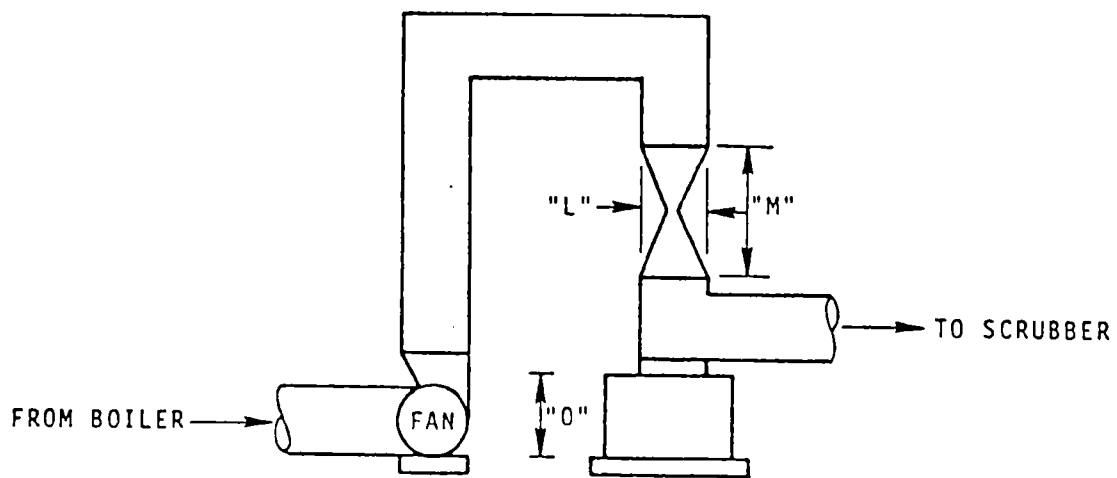 "L"
"M"
TO SCRUBBER
FROM BOILER
FAN
"O"